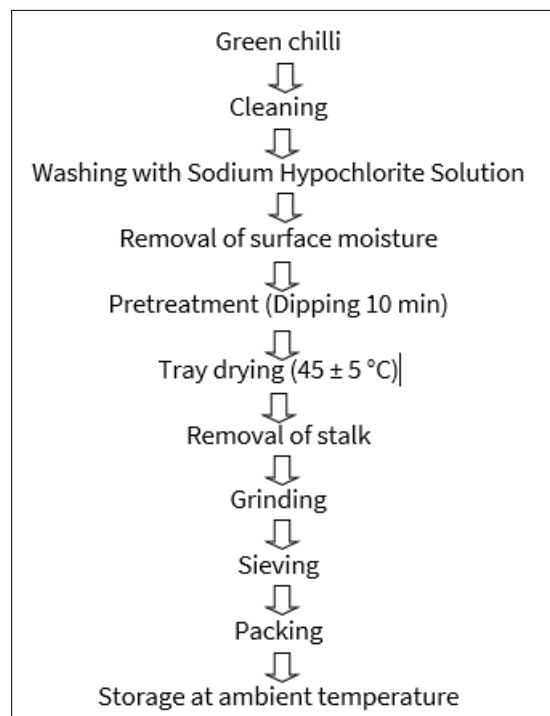 Green chilli
Cleaning
Washing with Sodium Hypochlorite Solution
Removal of surface moisture
Pretreatment (Dipping 10 min)
Tray drying (45 ± 5 °C)
Removal of stalk
Grinding
Sieving
Packing
Storage at ambient temperature